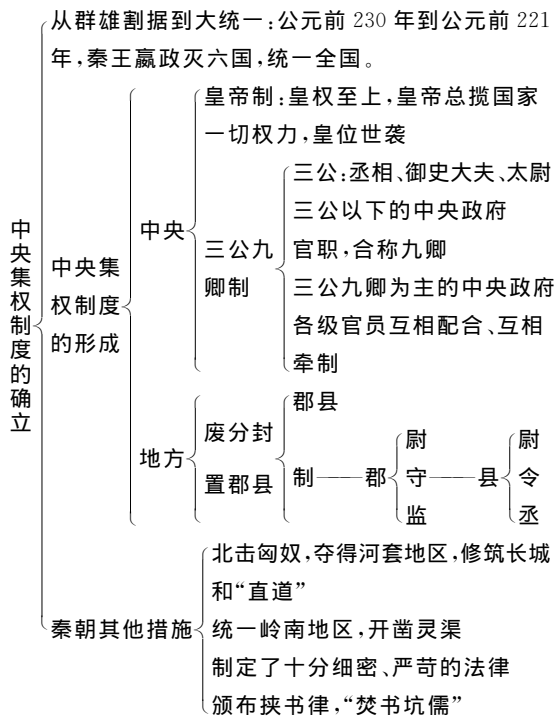 中央集权制度的确立
从群雄割据到大统一:公元前 230 年到公元前 221
年,秦王嬴政灭六国,统一全国。
中央集
权制度
的形成
中央
皇帝制:皇权至上,皇帝总揽国家
一切权力,皇位世袭
三公九
卿制
三公:丞相、御史大夫、太尉
三公以下的中央政府
官职,合称九卿
三公九卿为主的中央政府
各级官员互相配合、互相
牵制
地方
废分封
置郡县
郡县
制——郡
尉
守——县
监
尉
令
丞
秦朝其他措施
北击匈奴,夺得河套地区,修筑长城
和“直道”
统一岭南地区,开凿灵渠
制定了十分细密、严苛的法律
颁布挟书律,“焚书坑儒”